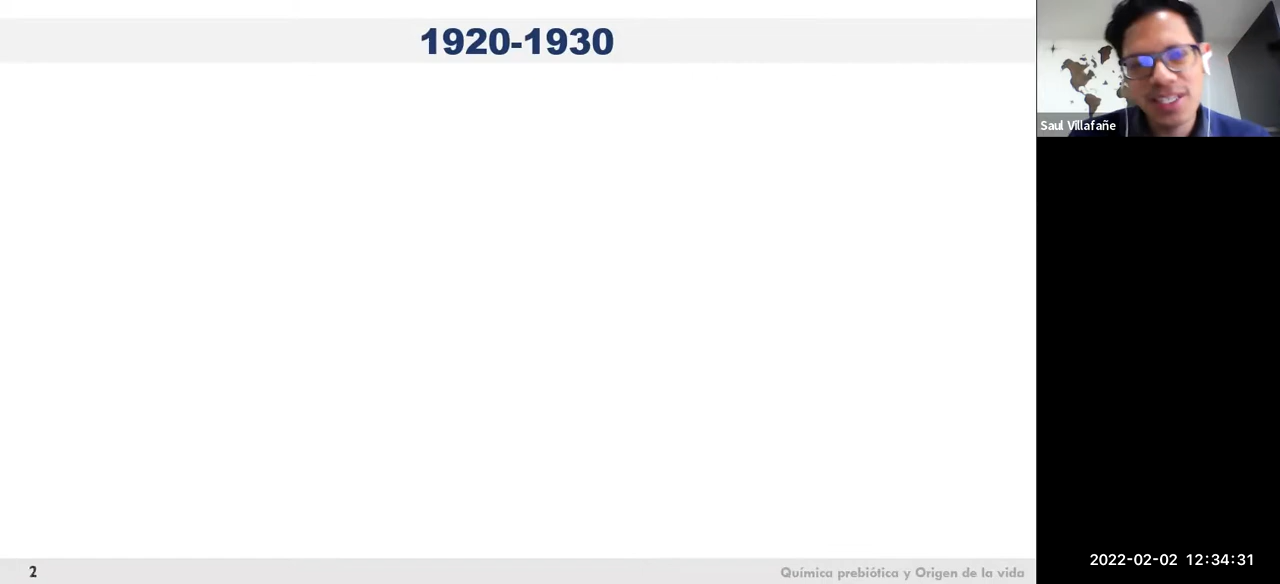 1920-1930
Saul Villafañe
2
Química prebiótica y Origen de la vida
2022-02-02 12:34:31